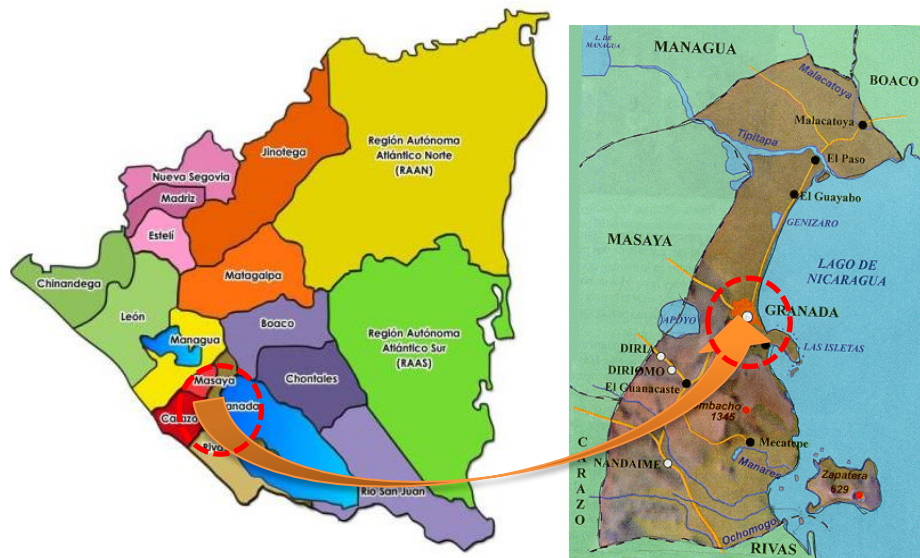 Región Autónoma
Atlántico Norte
(RAAN)
Jinotega
Nueva Segovia
Madriz
Estelí
Chinandega
León
Matagalpa
Managua
Boaco
Región Autónoma
Atlántico Sur
(RAAS)
Masaya
Chontales
Río San Juan
L. DE
MANAGUA
MANAGUA
BOACO
Malacatoya
Malacatoya
Tipitapa
El Paso
El Guayabo
GENIZARO
MASAYA
LAGO DE
NICARAGUA
GRANADA
APOYO
LAS ISLETAS
DIRIA
DIRIOMO
El Guanacaste
ombacho
1345
Mecatepe
CARAZO
NANDAIME
Manares
Zapatera
629
Ochomogo
RIVAS